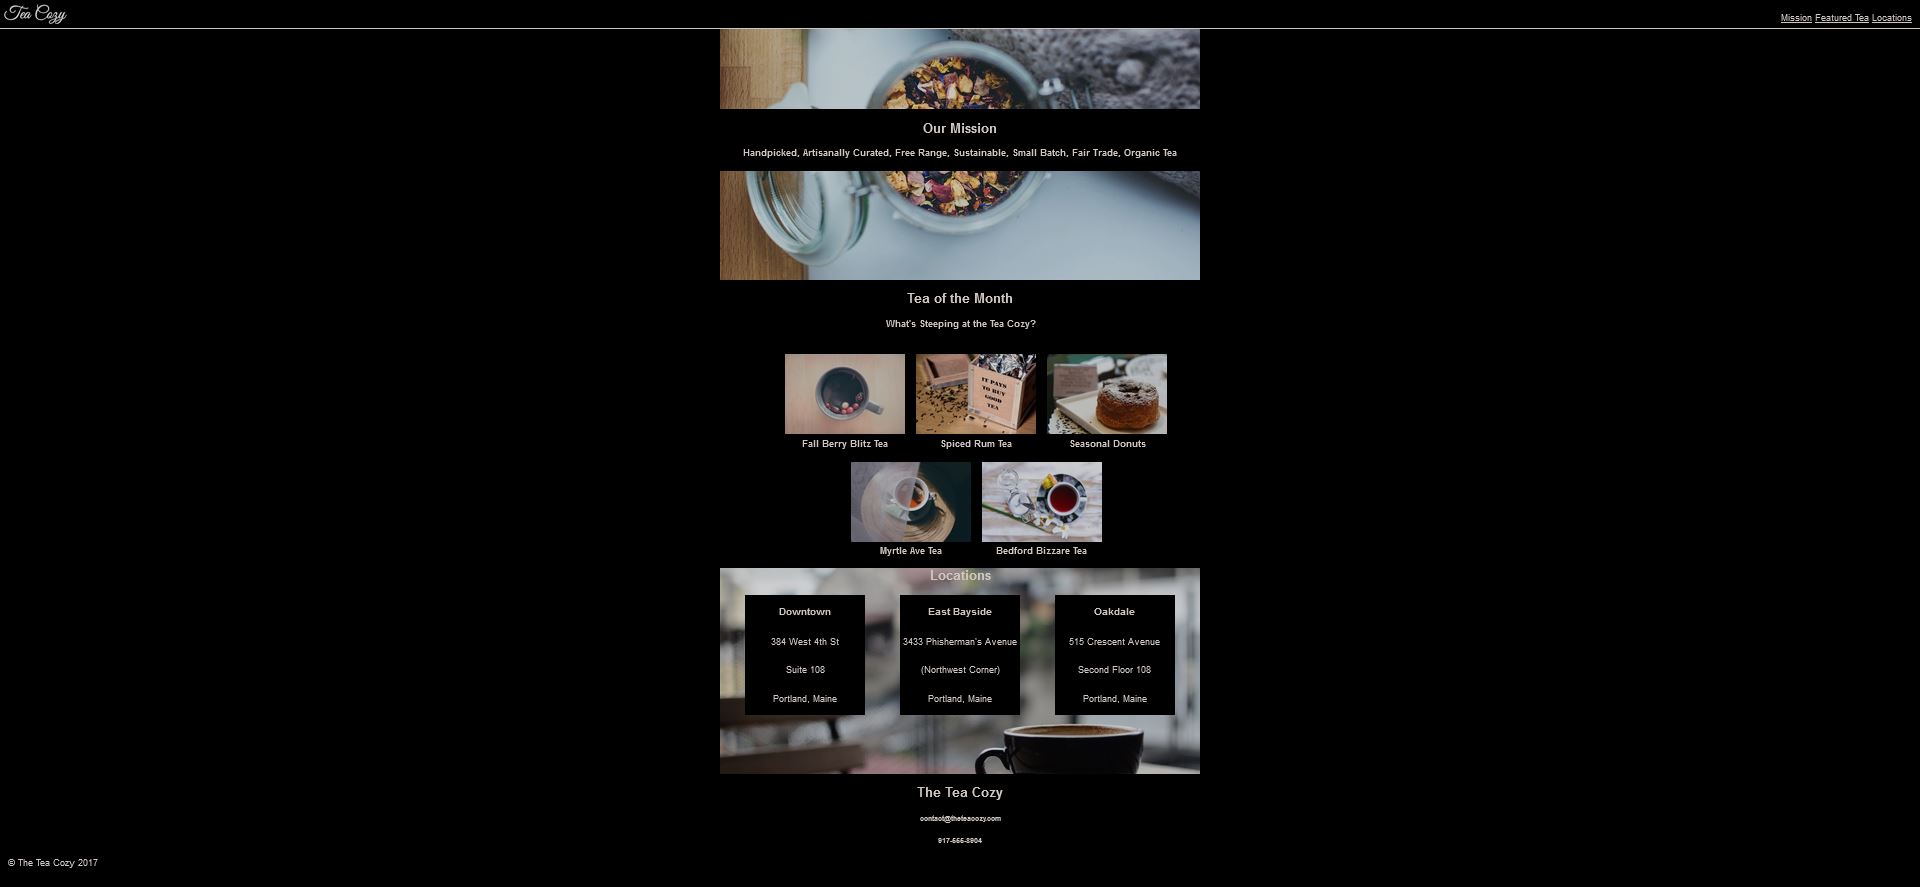 Tea Cozy
Mission Featured Tea Locations
Our Mission
Handpicked, Artisanally Curated, Free Range, Sustainable, Small Batch, Fair Trade, Organic Tea
Tea of the Month
What's Steeping at the Tea Cozy?
IT PAYS
TO BUY
GOOD
TEA
Fall Berry Blitz Tea
Spiced Rum Tea
Seasonal Donuts
Myrtle Ave Tea
Bedford Bizzare Tea
Locations
Downtown
384 West 4th St
Suite 108
Portland, Maine
East Bayside
3433 Phisherman's Avenue
(Northwest Corner)
Portland, Maine
Oakdale
515 Crescent Avenue
Second Floor 108
Portland, Maine
The Tea Cozy
contact@theteacozy.com
917-555-8904
© The Tea Cozy 2017